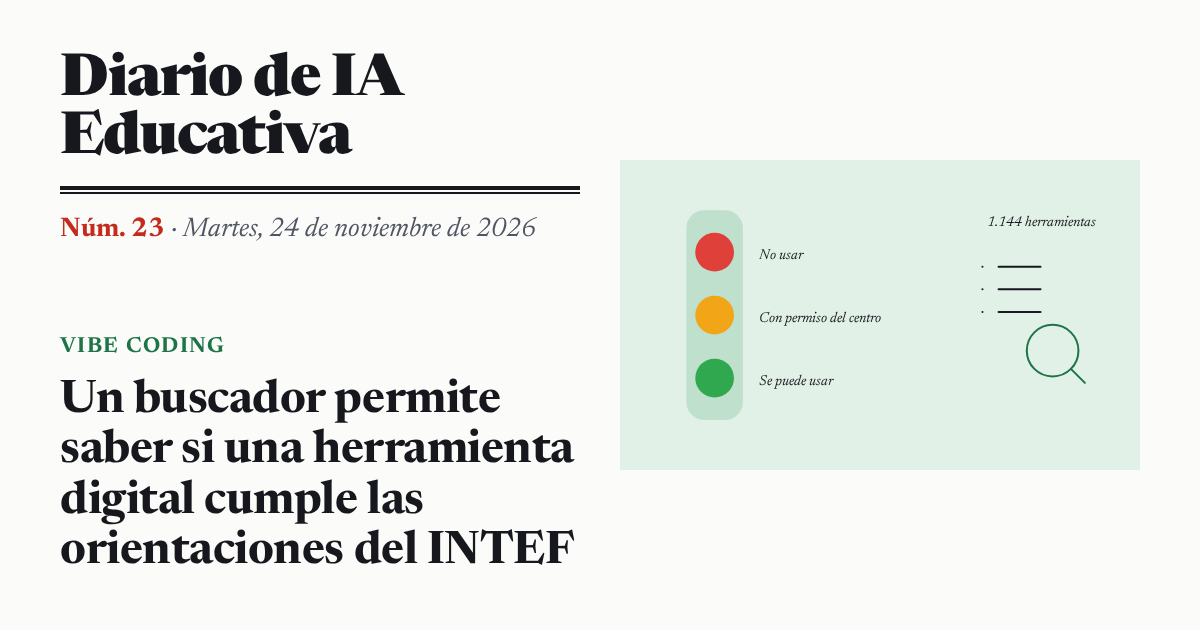 Diario de IA
Educativa
Núm. 23 · Martes, 24 de noviembre de 2026
VIBE CODING
Un buscador permite
saber si una herramienta
digital cumple las
orientaciones del INTEF
No usar
Con permiso del centro
Se puede usar
1.144 herramientas